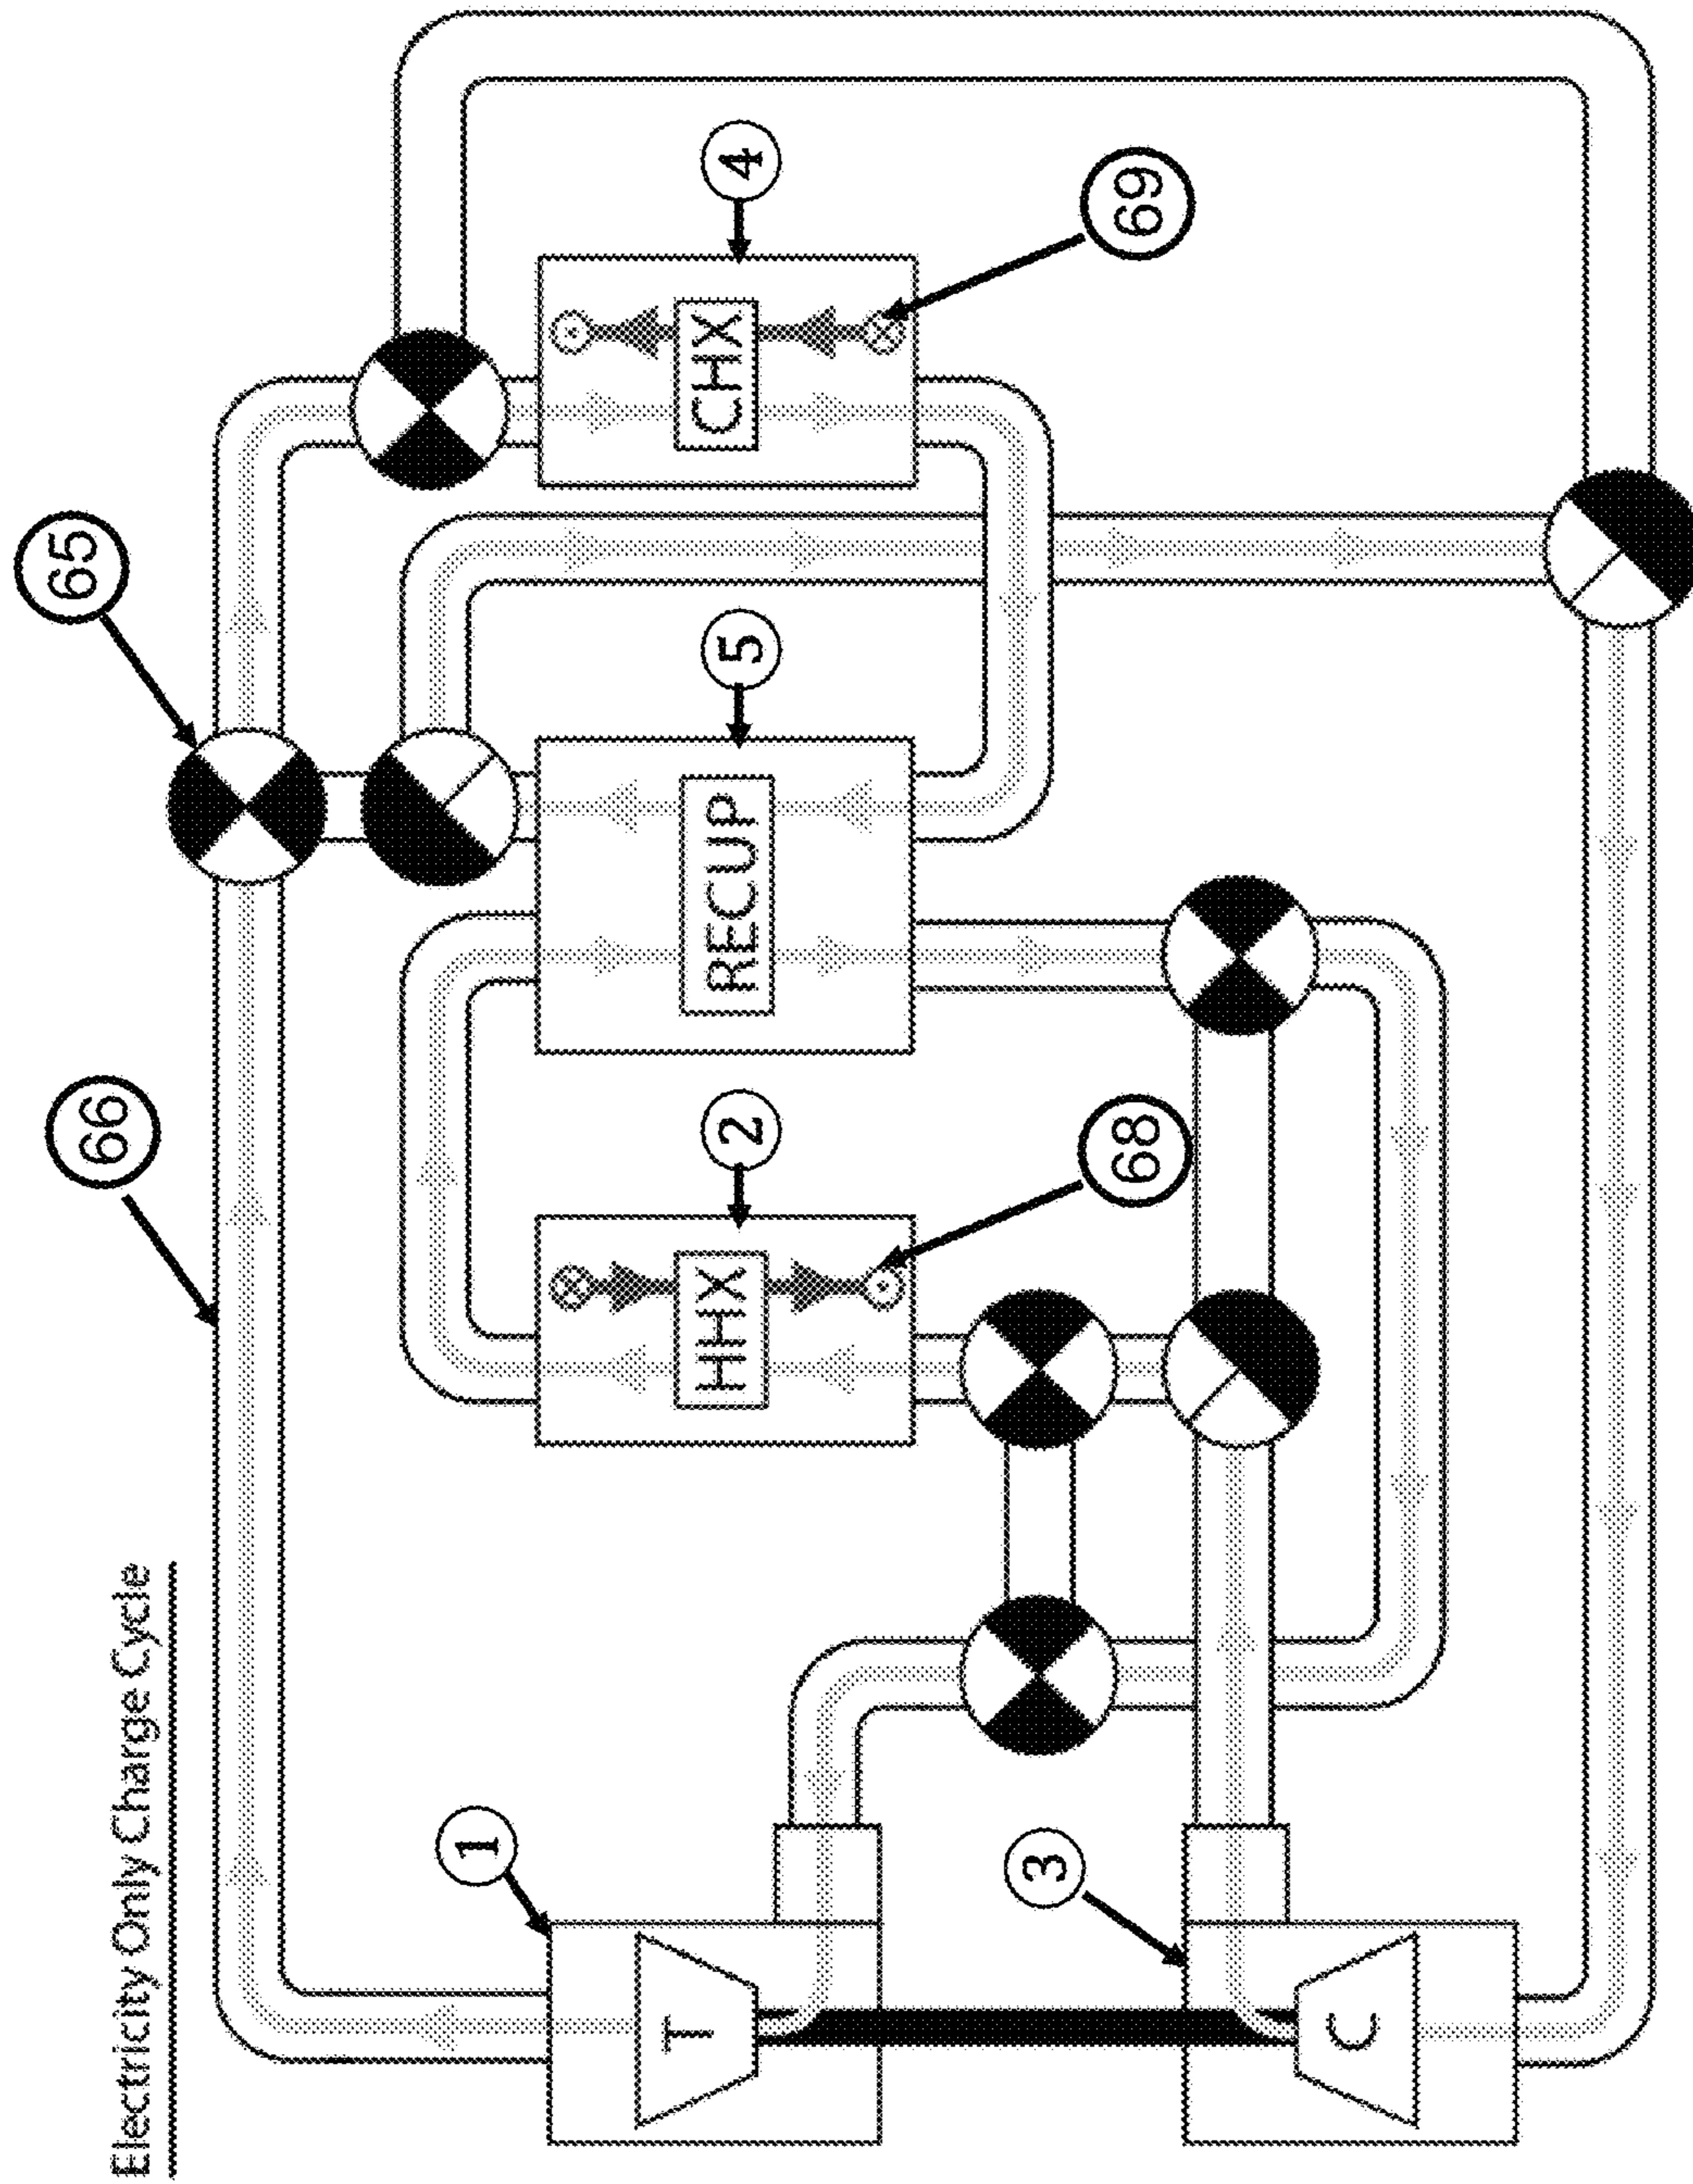 Electricity Only Charge Cycle
66
65
1
T
2
HHX
68
5
RECUP
4
CHX
69
3
C